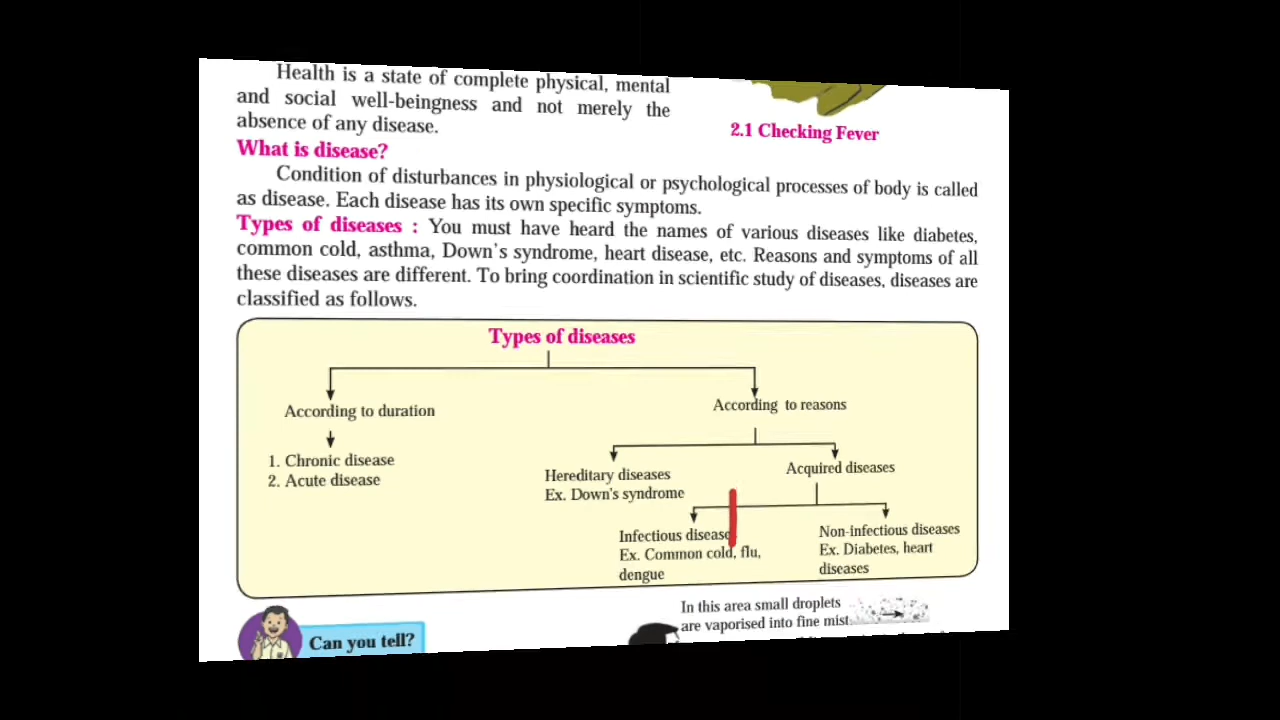 Health is a state of complete physical, mental
and social well-beingness and not merely the
absence of any disease.
2.1 Checking Fever
What is disease?
Condition of disturbances in physiological or psychological processes of body is called
as disease. Each disease has its own specific symptoms.
Types of diseases : You must have heard the names of various diseases like diabetes,
common cold, asthma, Down's syndrome, heart disease, etc. Reasons and symptoms of all
these diseases are different. To bring coordination in scientific study of diseases, diseases are
classified as follows.
Types of diseases
According to duration
According to reasons
1. Chronic disease
2. Acute disease
Hereditary diseases
Ex. Down's syndrome
Acquired diseases
Infectious disease
Ex. Common cold, flu,
dengue
Non-infectious diseases
Ex. Diabetes, heart
diseases
Can you tell?
In this area small droplets
are vaporised into fine mist.